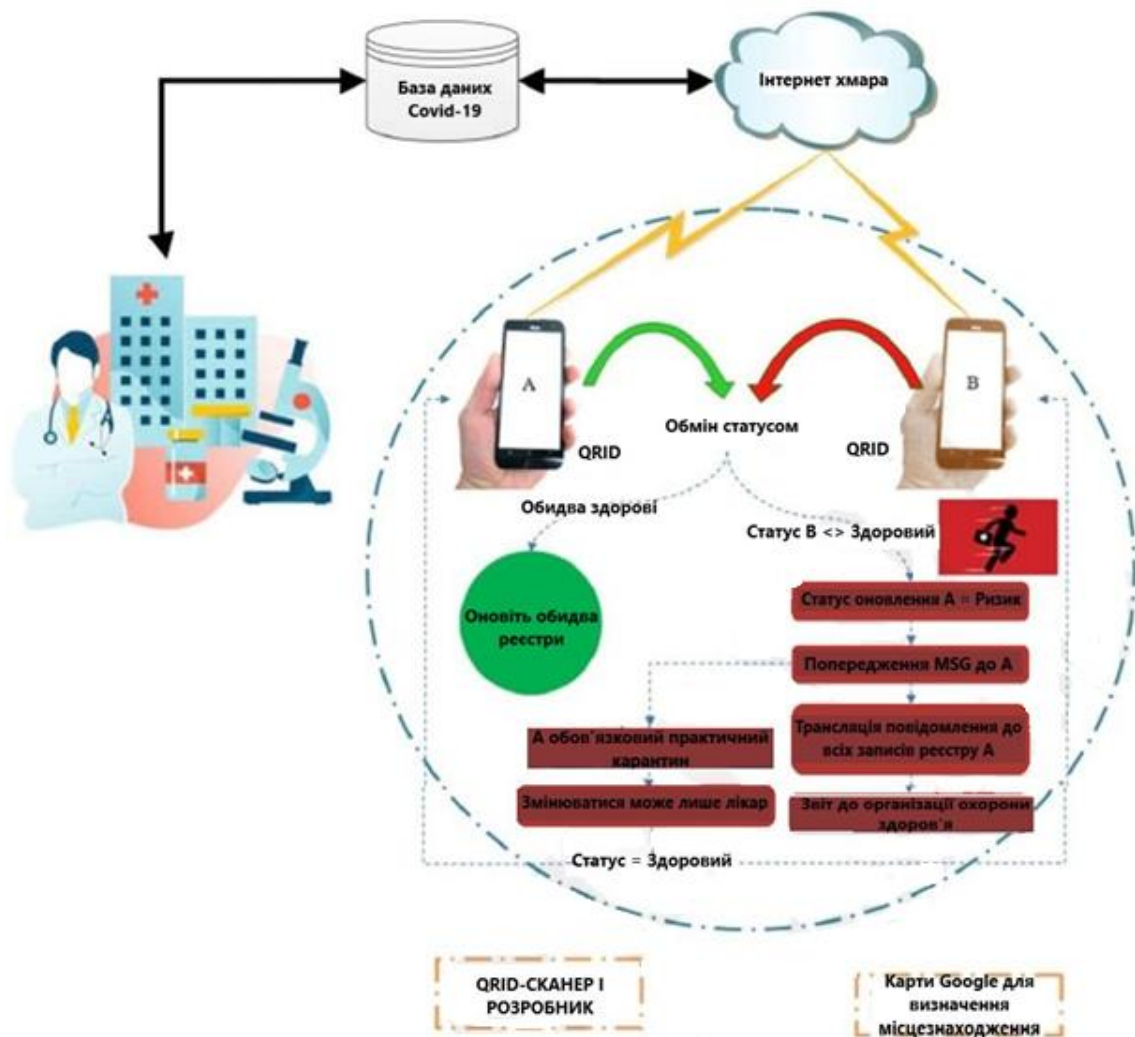 База даних
Covid-19
Інтернет хмара
A
B
QRID
Обмін статусом
QRID
Обидва здорові
Статус В <> Здоровий
Статус оновлення А = Ризик
Оновіть обидва
реєстри
Попередження MSG до А
Трансляція повідомлення до
всіх записів реєстру А
А обов'язковий практичний
карантин
Змінюватися може лише лікар
Звіт до організації охорони
здоров'я
Статус = Здоровий
QRID-СКАНЕР І
РОЗРОБНИК
Карти Google для
визначення
місцезнаходження